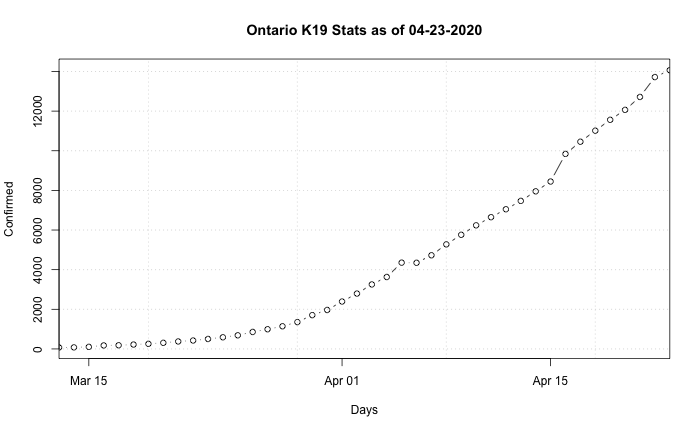 Ontario K19 Stats as of 04-23-2020
Confirmed
12000
8000
6000
4000
2000
0
Mar 15
Apr 01
Apr 15
Days